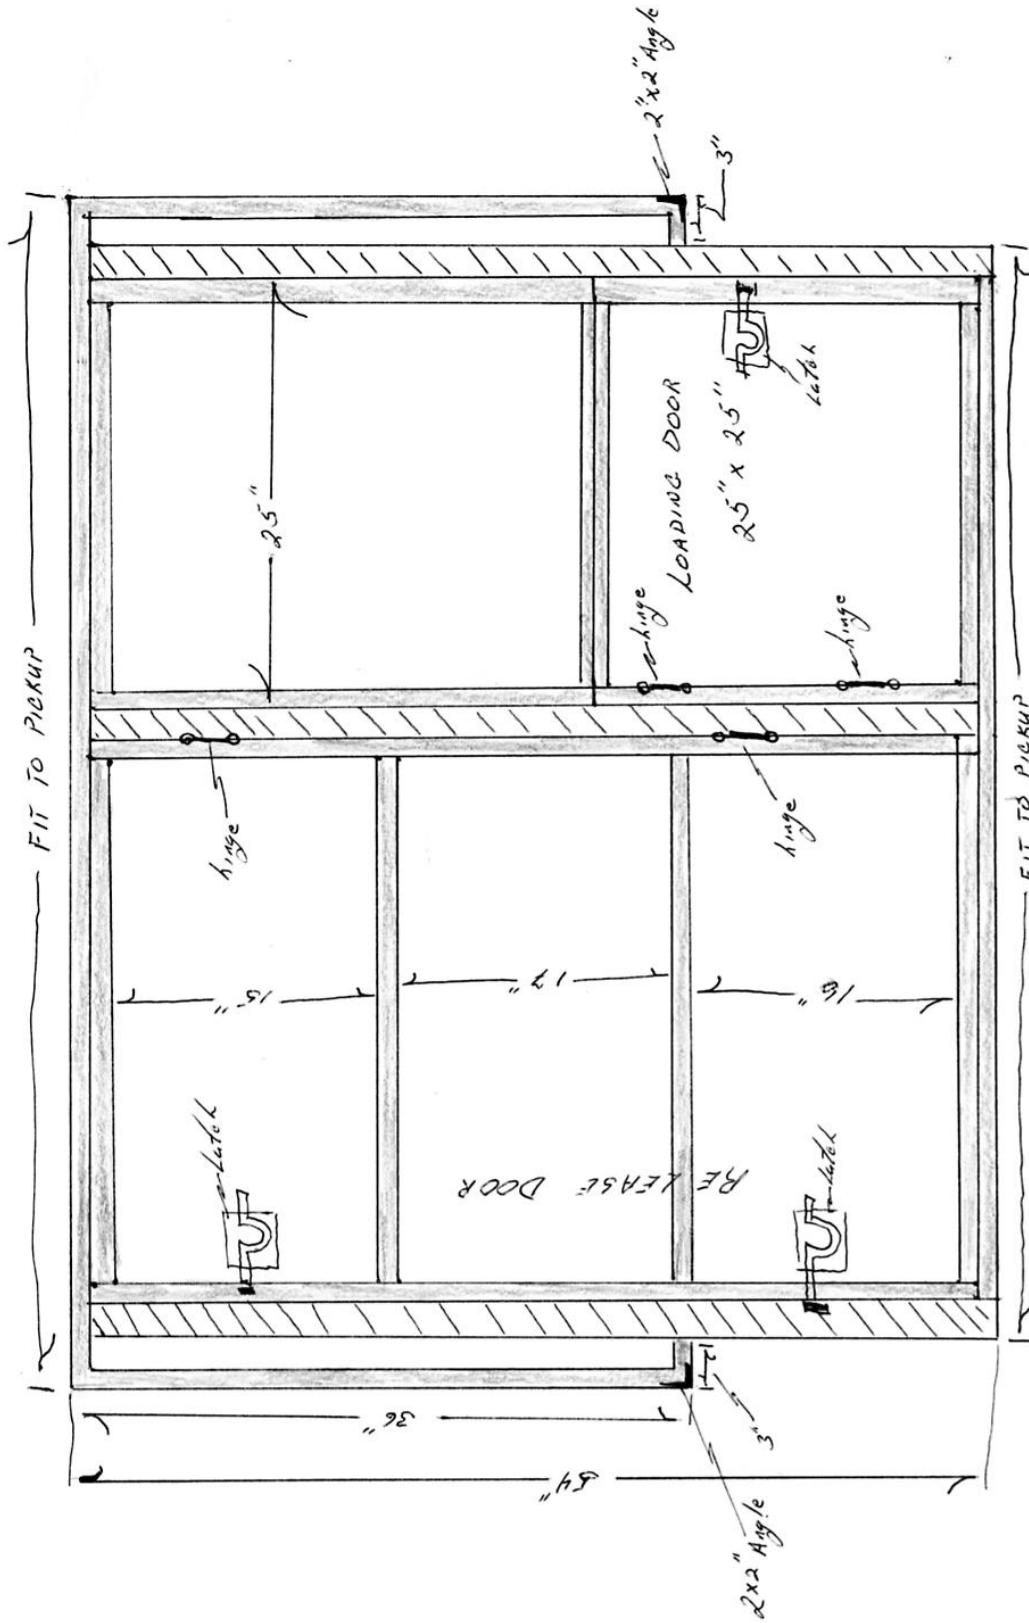 FIT TO PICKUP
2"x2" Angle
3"
25"
LOADING DOOR
25" x 25"
Latch
hinge
hinge
hinge
hinge
15"
17"
16"
Latch
RELEASE DOOR
Latch
36"
54"
3"
2x2" Angle
FIT TO PICKUP